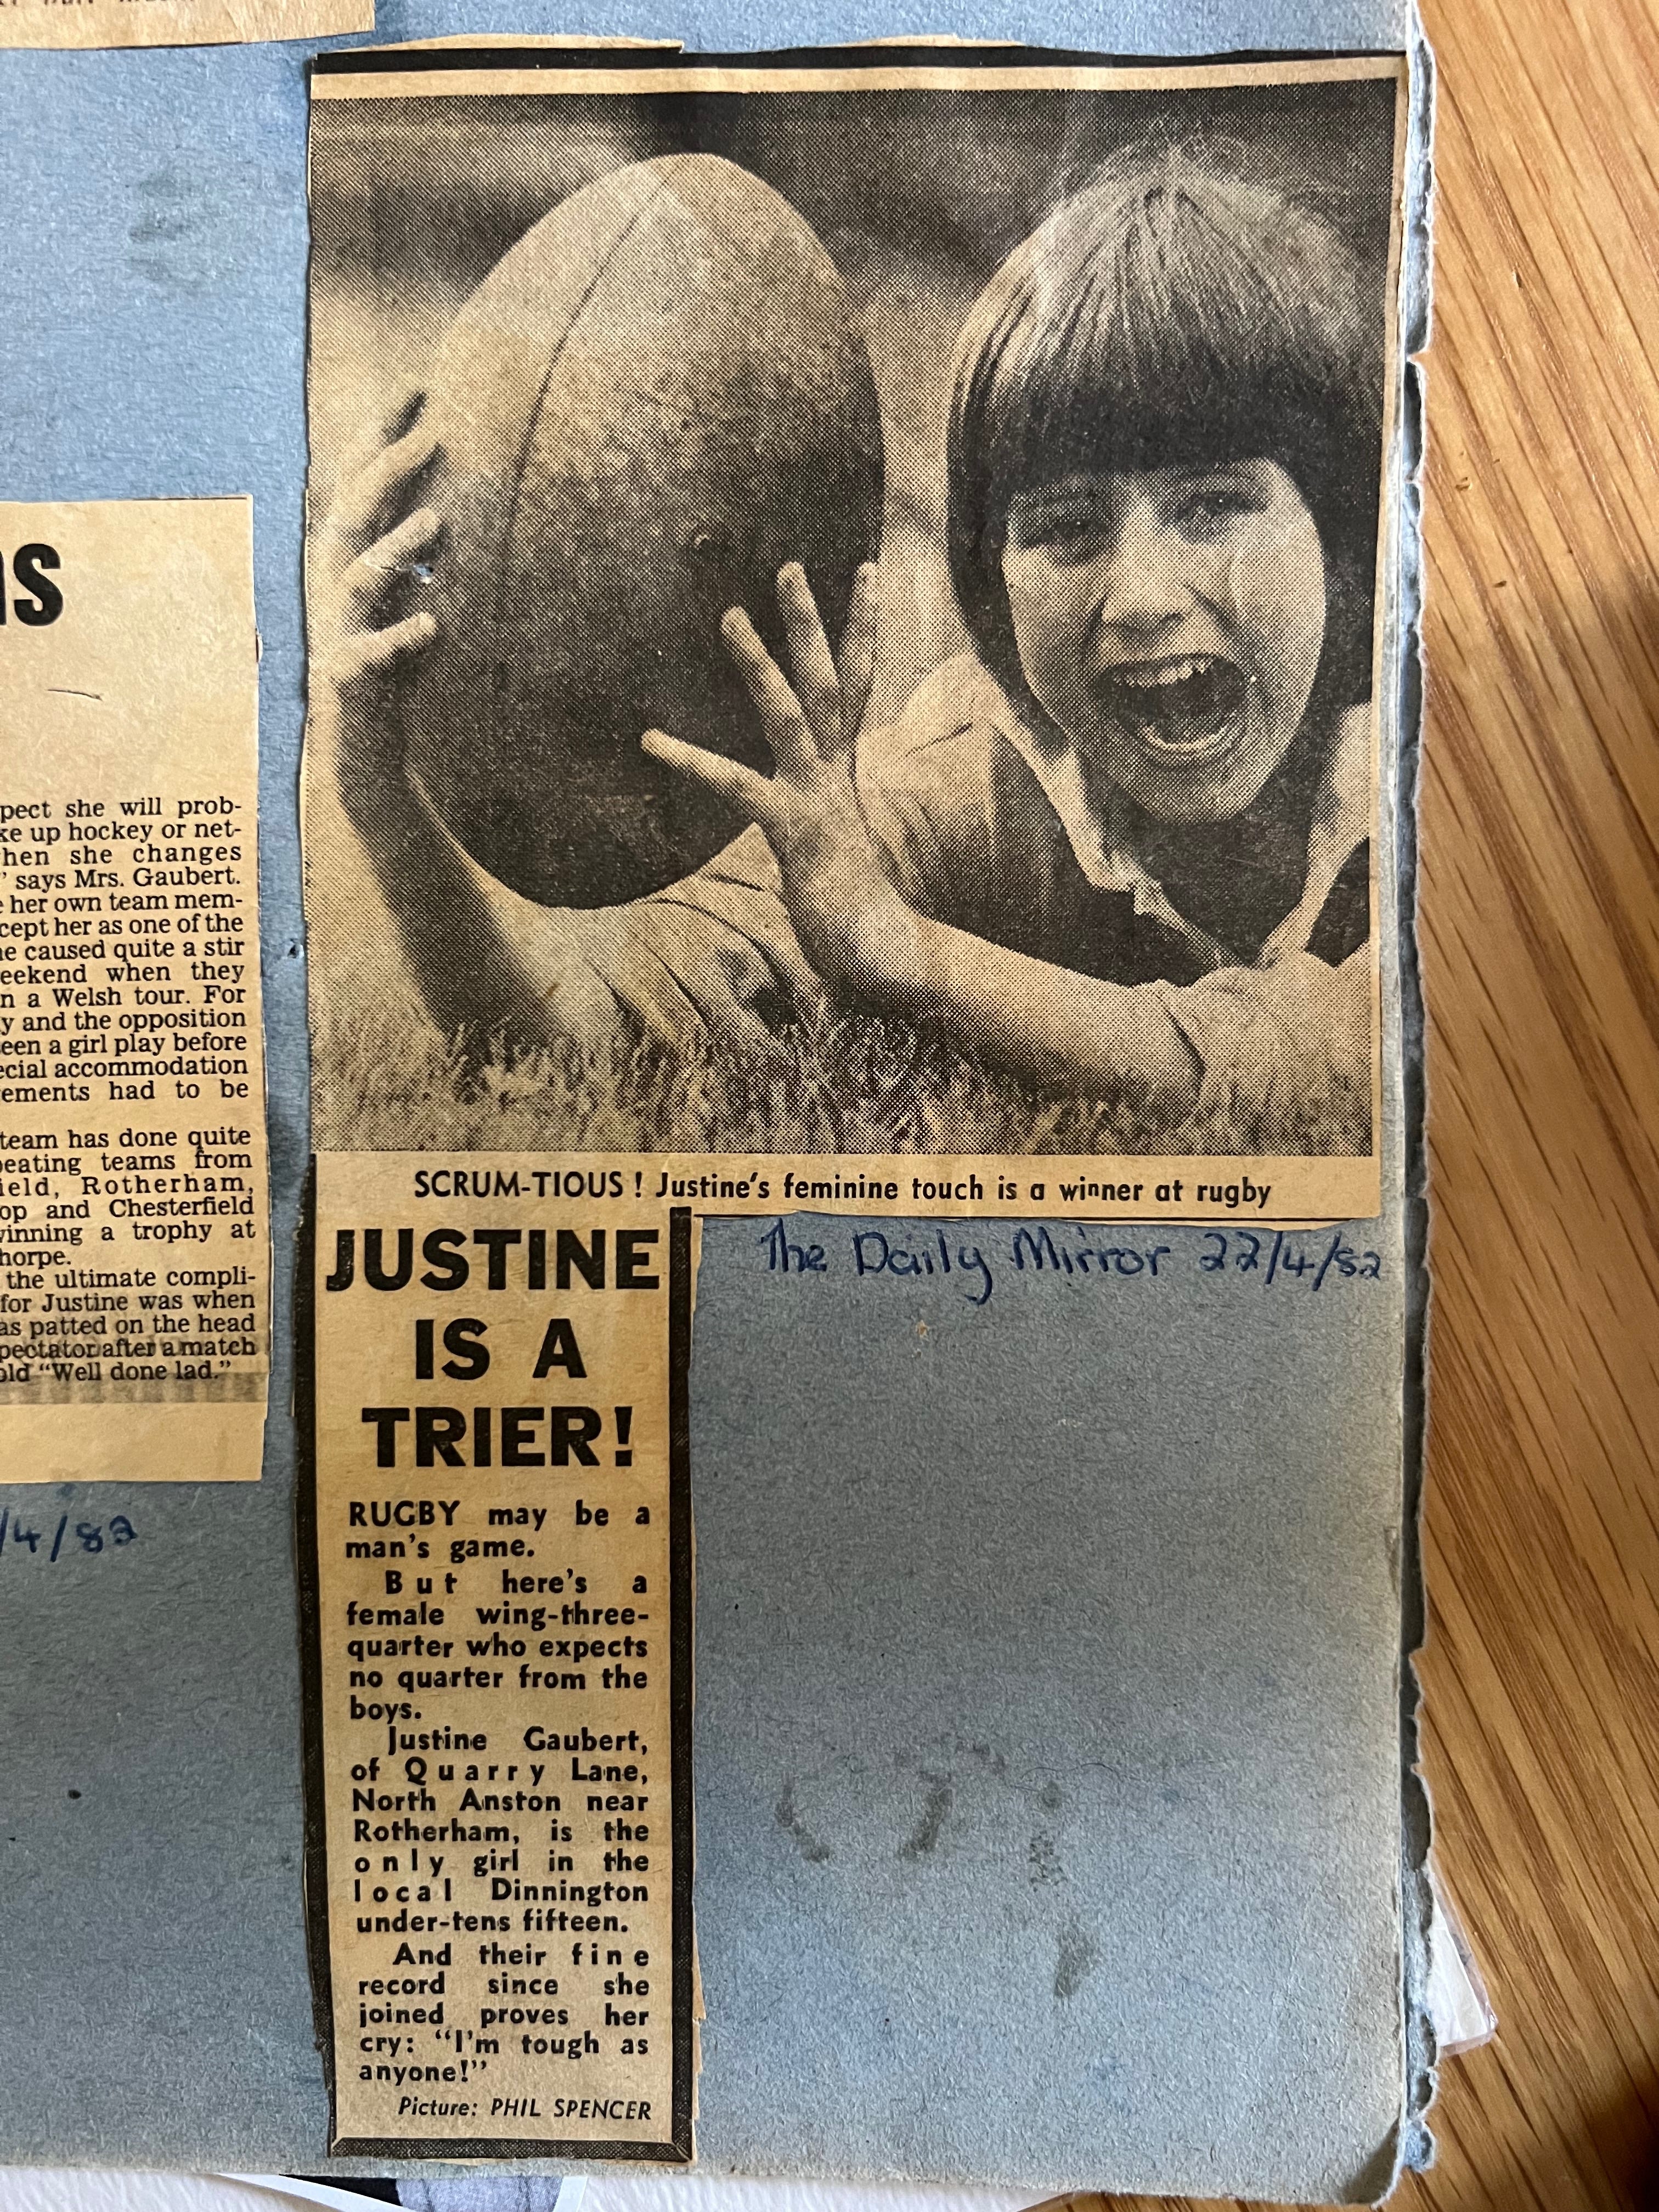 ns
pect she will prob-
ke up hockey or net-
hen she changes
" says Mrs. Gaubert.
e her own team mem-
cept her as one of the
he caused quite a stir
eekend when they
n a Welsh tour. For
y and the opposition
een a girl play before
ecial accommodation
ements had to be
team has done quite
beating teams from
ield, Rotherham,
op and Chesterfield
winning a trophy at
horpe.
the ultimate compli-
for Justine was when
as patted on the head
pectator after a match
old "Well done lad."
/4/82
SCRUM-TIOUS! Justine's feminine touch is a winner at rugby
The Daily Mirror 22/4/82
JUSTINE
IS A
TRIER!
RUGBY may be a
man's game.
But here's a
female wing-three-
quarter who expects
no quarter from the
boys.
Justine Gaubert,
of Quarry Lane,
North Anston near
Rotherham, is the
only girl in the
local Dinnington
under-tens fifteen.
And their fine
record since she
joined proves her
cry: "I'm tough as
anyone!"
Picture: PHIL SPENCER